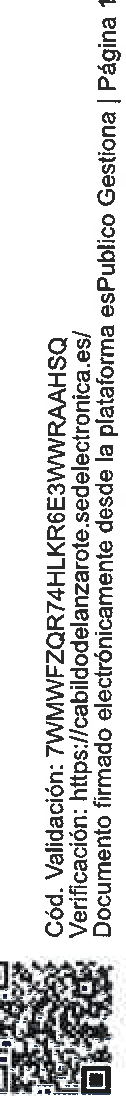 Cód. Validación: 7WMWFZQR74HLKR6E3WWRAAHSQ
Verificación: https://cabildodelanzarote.sedelectronica.es/
Documento firmado electrónicamente desde la plataforma esPublico Gestiona | Página 1